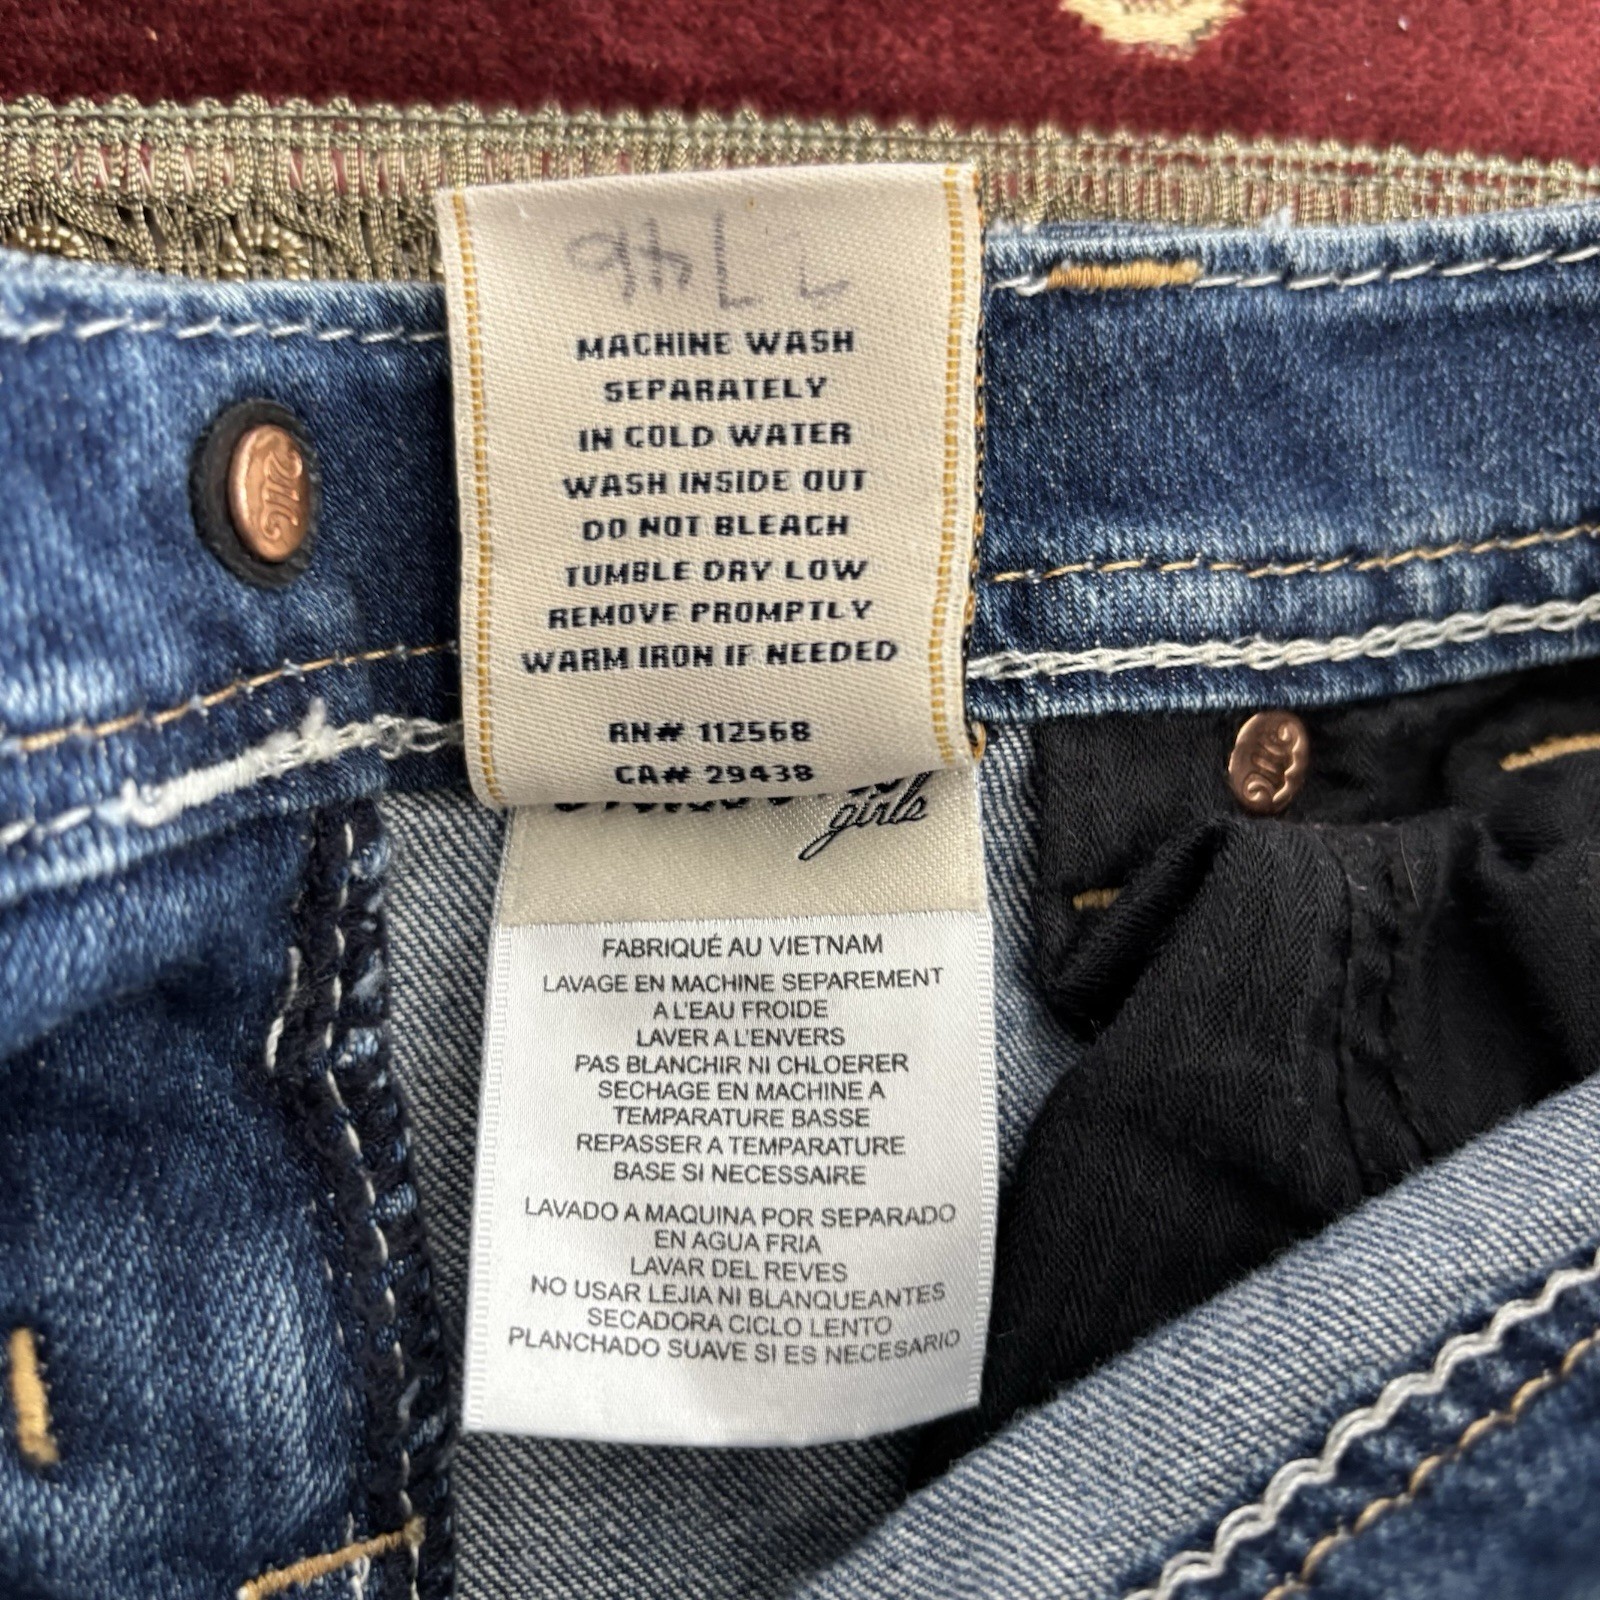 MACHINE WASH
SEPARATELY
IN COLD WATER
WASH INSIDE OUT
DO NOT BLEACH
TUMBLE DRY LOW
REMOVE PROMPTLY
WARM IRON IF NEEDED
RN# 112568
CA# 29438
girls
FABRIQUÉ AU VIETNAM
LAVAGE EN MACHINE SEPAREMENT
A L'EAU FROIDE
LAVER A L'ENVERS
PAS BLANCHIR NI CHLOERER
SECHAGE EN MACHINE A
TEMPARATURE BASSE
REPASSER A TEMPARATURE
BASE SI NECESSAIRE
LAVADO A MAQUINA POR SEPARADO
EN AGUA FRIA
LAVAR DEL REVES
NO USAR LEJIA NI BLANQUEANTES
SECADORA CICLO LENTO
PLANCHADO SUAVE SI ES NECESARIO